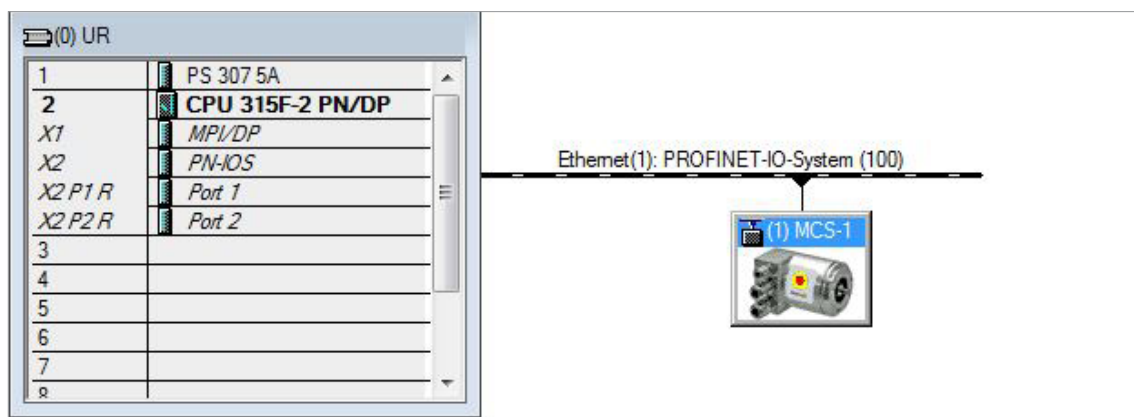 (0) UR
1 PS 307 5A
2 CPU 315F-2 PN/DP
X1 MPI/DP
X2 PN-IOS
X2 P1 R Port 1
X2 P2 R Port 2
3
4
5
6
7
8
Ethernet(1): PROFINET-IO-System (100)
(1) MCS-1